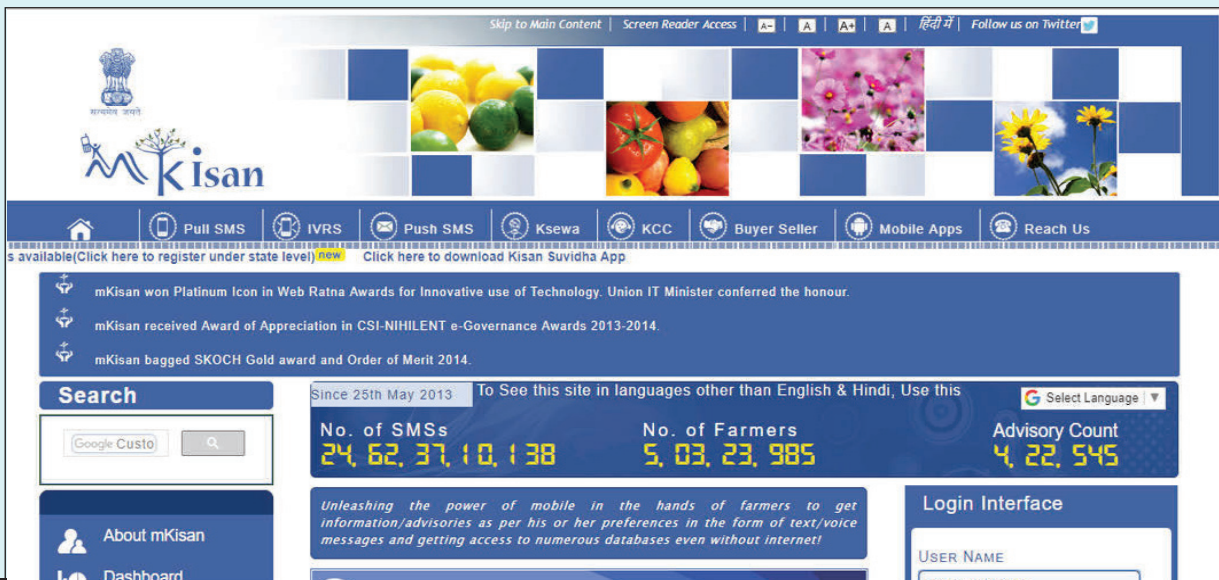 Skip to Main Content | Screen Reader Access | A- | A | A+ | A | हिंदी में | Follow us on Twitter
सत्यमेव जयते
mKisan
Pull SMS IVRS Push SMS Ksewa KCC Buyer Seller Mobile Apps Reach Us
s available(Click here to register under state level) new Click here to download Kisan Suvidha App
mKisan won Platinum Icon in Web Ratna Awards for Innovative use of Technology. Union IT Minister conferred the honour.
mKisan received Award of Appreciation in CSI-NIHILENT e-Governance Awards 2013-2014.
mKisan bagged SKOCH Gold award and Order of Merit 2014.
Search
Google Custo
Since 25th May 2013 To See this site in languages other than English & Hindi, Use this
G Select Language ▼
No. of SMSs No. of Farmers Advisory Count
24, 62, 37, 10, 138 5, 03, 23, 985 4, 22, 545
Unleashing the power of mobile in the hands of farmers to get
information/advisories as per his or her preferences in the form of text/voice
messages and getting access to numerous databases even without internet!
Login Interface
User Name
About mKisan
Dashboard